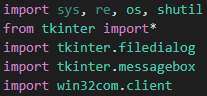 import sys, re, os, shutil
from tkinter import*
import tkinter.filedialog
import tkinter.messagebox
import win32com.client